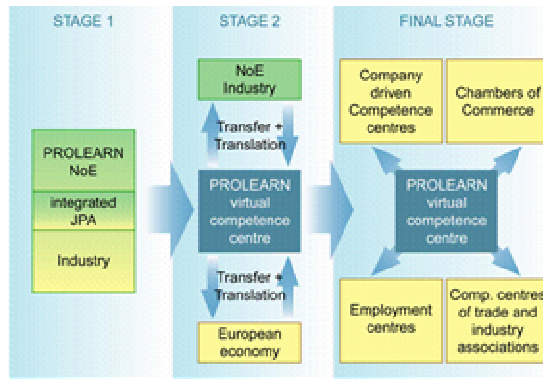 STAGE 1
PROLEARN
NoE
integrated
JPA
Industry
STAGE 2
NoE
Industry
Transfer +
Translation
PROLEARN
virtual
competence
centre
Transfer +
Translation
European
economy
FINAL STAGE
Company
driven
Competence
centres
Chambers of
Commerce
PROLEARN
virtual
competence
centre
Employment
centres
Comp. centres
of trade and
industry
associations